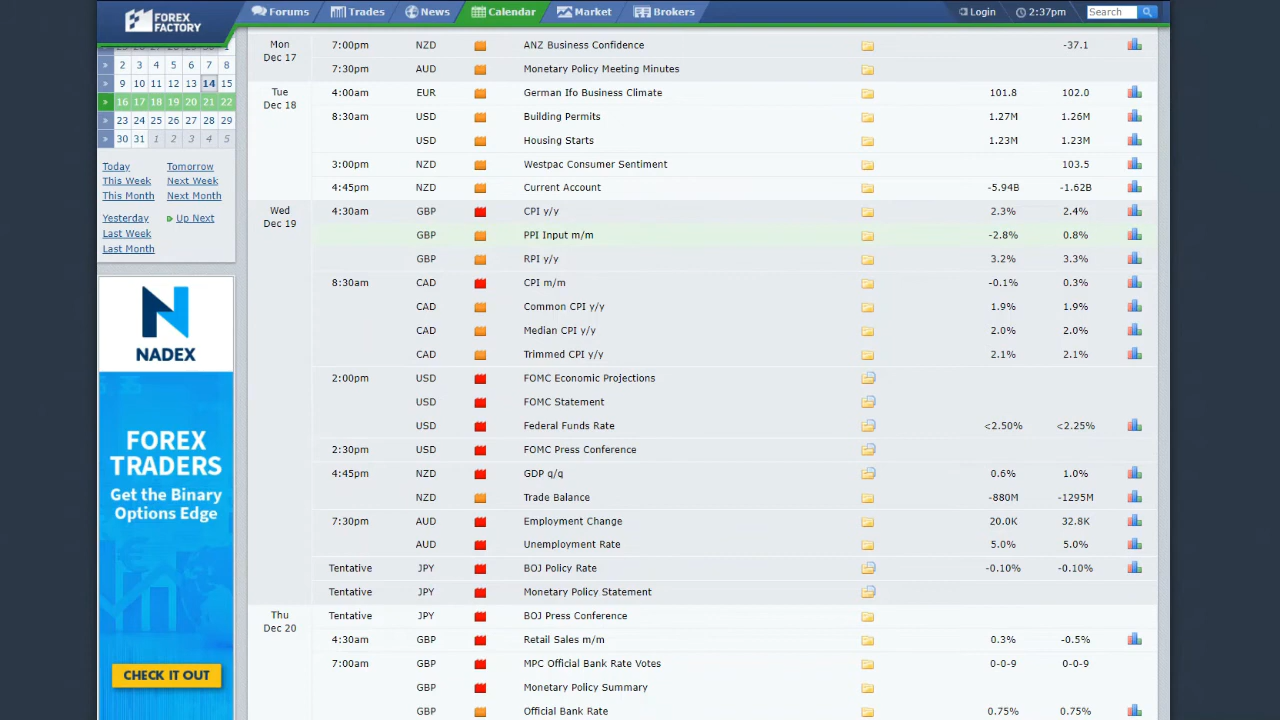 FOREX
FACTORY
Forums
Trades
News
Calendar
Market
Brokers
Login
2:37pm
Search
» 2 3 4 5 6 7 8
» 9 10 11 12 13 14 15
» 16 17 18 19 20 21 22
» 23 24 25 26 27 28 29
» 30 31 1 2 3 4 5
Today Tomorrow
This Week Next Week
This Month Next Month
Yesterday Up Next
Last Week
Last Month
NADEX
FOREX
TRADERS
Get the Binary
Options Edge
CHECK IT OUT
Mon
Dec 17
7:00pm NZD ANZ Business Confidence -37.1
7:30pm AUD Monetary Policy Meeting Minutes
Tue
Dec 18
4:00am EUR German Ifo Business Climate 101.8 102.0
8:30am USD Building Permits 1.27M 1.26M
USD Housing Starts 1.23M 1.23M
3:00pm NZD Westpac Consumer Sentiment 103.5
4:45pm NZD Current Account -5.94B -1.62B
Wed
Dec 19
4:30am GBP CPI y/y 2.3% 2.4%
GBP PPI Input m/m -2.8% 0.8%
GBP RPI y/y 3.2% 3.3%
8:30am CAD CPI m/m -0.1% 0.3%
CAD Common CPI y/y 1.9% 1.9%
CAD Median CPI y/y 2.0% 2.0%
CAD Trimmed CPI y/y 2.1% 2.1%
2:00pm USD FOMC Economic Projections
USD FOMC Statement
USD Federal Funds Rate <2.50% <2.25%
2:30pm USD FOMC Press Conference
4:45pm NZD GDP q/q 0.6% 1.0%
NZD Trade Balance -880M -1295M
7:30pm AUD Employment Change 20.0K 32.8K
AUD Unemployment Rate 5.0% 5.0%
Tentative JPY BOJ Policy Rate -0.10% -0.10%
Tentative JPY Monetary Policy Statement
Thu
Dec 20
Tentative JPY BOJ Press Conference
4:30am GBP Retail Sales m/m 0.3% -0.5%
7:00am GBP MPC Official Bank Rate Votes 0-0-9 0-0-9
GBP Monetary Policy Summary
GBP Official Bank Rate 0.75% 0.75%